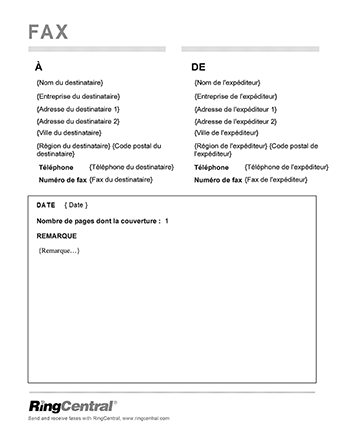 FAX
À
{Nom du destinataire}
{Entreprise du destinataire}
{Adresse du destinataire 1}
{Adresse du destinataire 2}
{Ville du destinataire}
{Région du destinataire} {Code postal du
destinataire}
Téléphone {Téléphone du destinataire}
Numéro de fax {Fax du destinataire}
DE
{Nom de l'expéditeur}
{Entreprise de l'expéditeur}
{Adresse de l'expéditeur 1}
{Adresse de l'expéditeur 2}
{Ville de l'expéditeur}
{Région de l'expéditeur} {Code postal de
l'expéditeur}
Téléphone {Téléphone de l'expéditeur}
Numéro de fax {Fax de l'expéditeur}
DATE { Date }
Nombre de pages dont la couverture : 1
REMARQUE
{Remarque…}
RingCentral®
Send and receive faxes with RingCentral, www.ringcentral.com